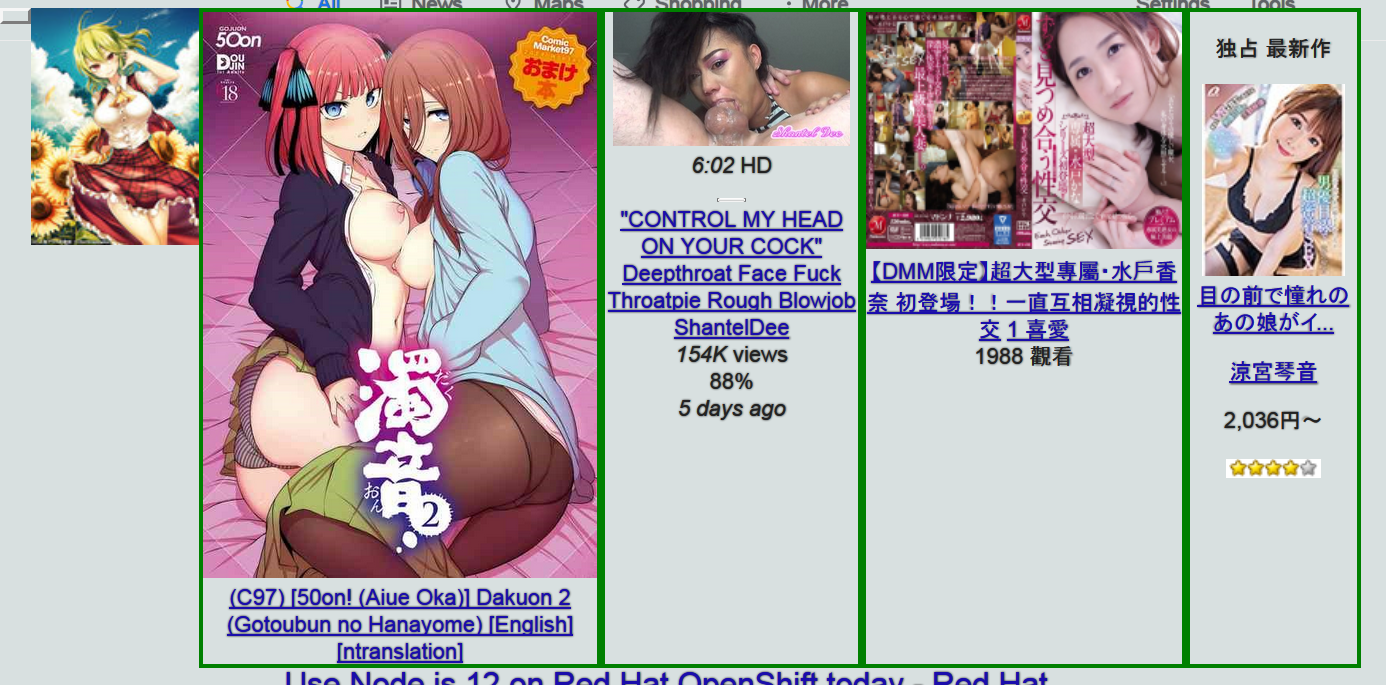 All
News
Maps
Shopping
More
Settings
Tools
GOJUON
50on
DOUJIN
for Adults
18
Comic
Market97
おまけ
本
濁音
だく
おん
2
(C97) [50on! (Aiue Oka)] Dakuon 2
(Gotoubun no Hanayome) [English]
[ntranslation]
Shantel Dee
6:02 HD
"CONTROL MY HEAD
ON YOUR COCK"
Deepthroat Face Fuck
Throatpie Rough Blowjob
ShantelDee
154K views
88%
5 days ago
見つめ合う性交
Each Other
SEX
【DMM限定】超大型專屬・水戶香
奈 初登場！！一直互相凝視的性
交 1 喜愛
1988 觀看
独占 最新作
目の前で憧れの
あの娘がイ...
涼宮琴音
2,036円～
Use Node.js 12 on Red Hat OpenShift today - Red Hat